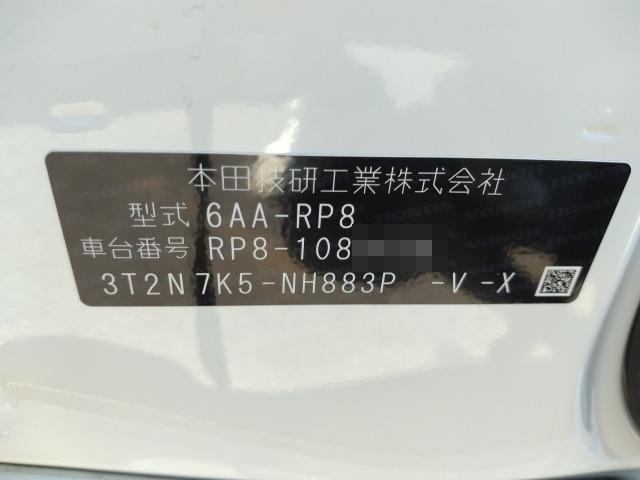 本田技研工業株式会社
型式 6AA-RP8
車台番号 RP8-108
3T2N7K5-NH883P -V-X